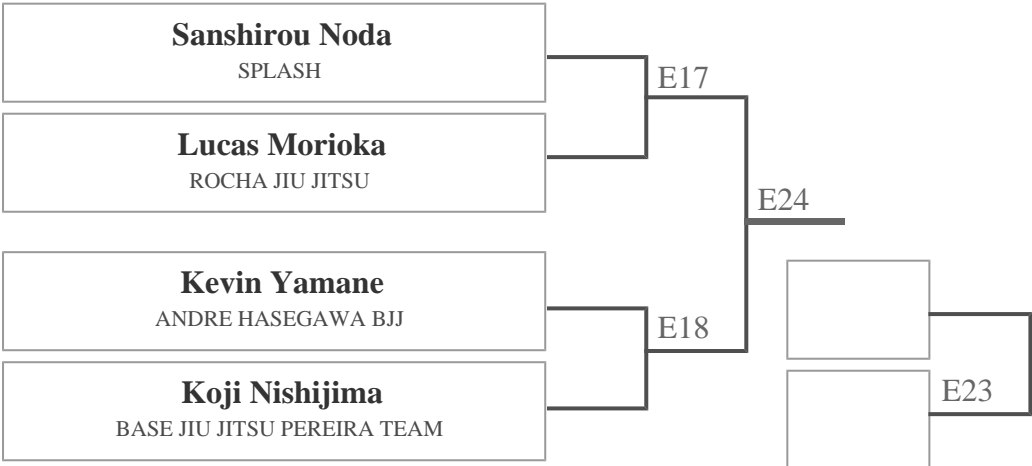 Sanshirou Noda
SPLASH
E17
Lucas Morioka
ROCHA JIU JITSU
E24
Kevin Yamane
ANDRE HASEGAWA BJJ
E18
Koji Nishijima
BASE JIU JITSU PEREIRA TEAM
E23